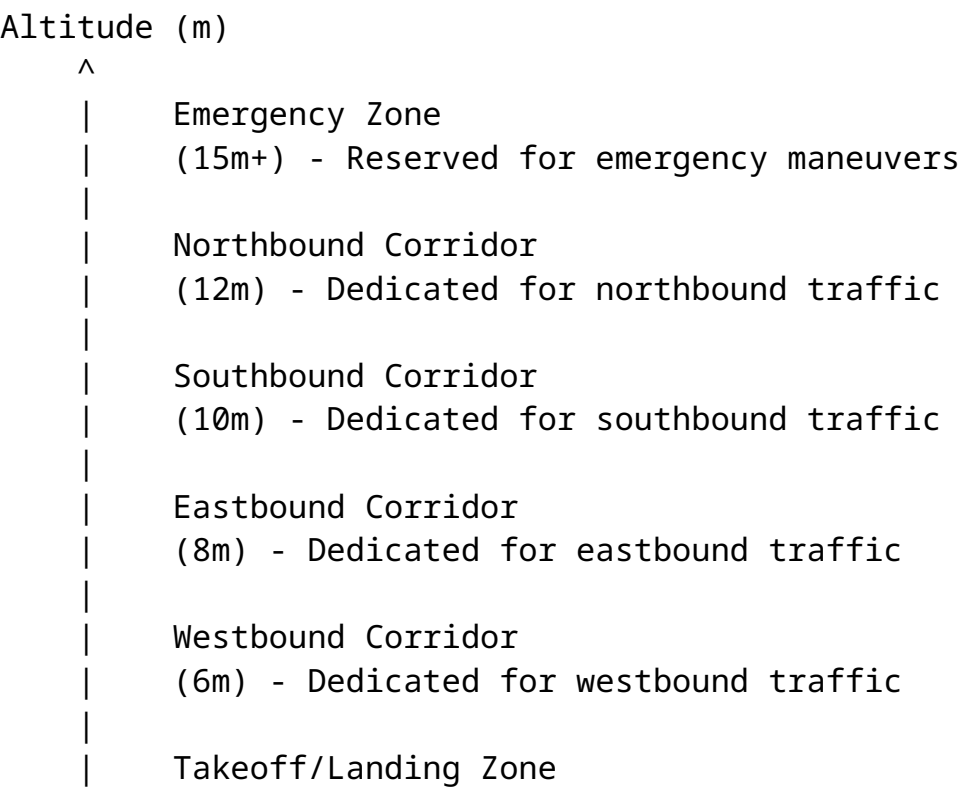 Altitude (m)
^
| Emergency Zone
| (15m+) - Reserved for emergency maneuvers
|
| Northbound Corridor
| (12m) - Dedicated for northbound traffic
|
| Southbound Corridor
| (10m) - Dedicated for southbound traffic
|
| Eastbound Corridor
| (8m) - Dedicated for eastbound traffic
|
| Westbound Corridor
| (6m) - Dedicated for westbound traffic
|
| Takeoff/Landing Zone